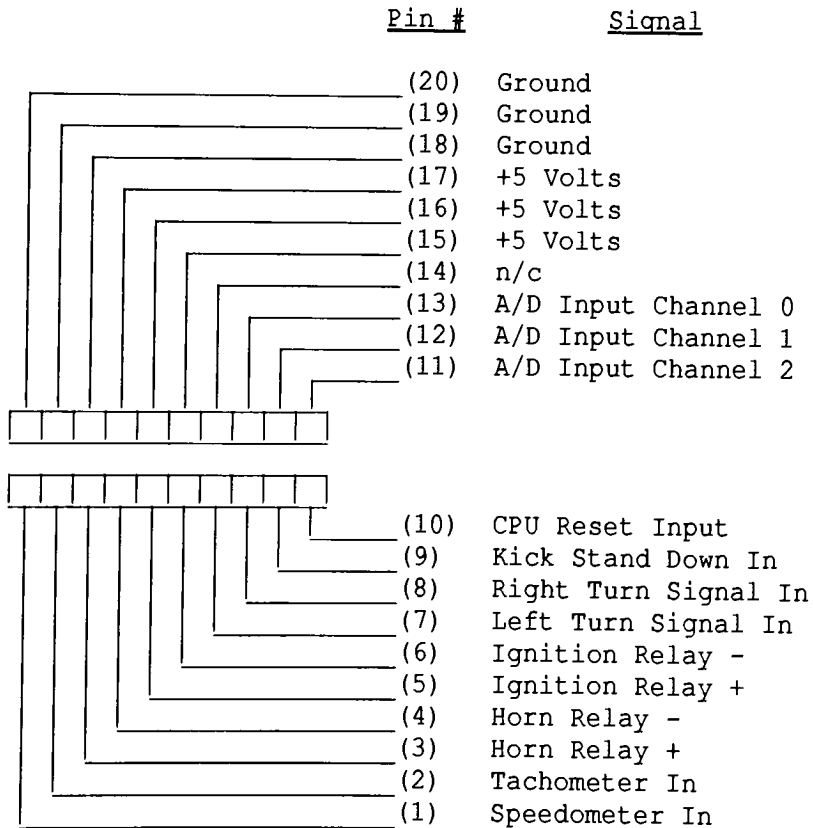 Pin # Signal
(20) Ground
(19) Ground
(18) Ground
(17) +5 Volts
(16) +5 Volts
(15) +5 Volts
(14) n/c
(13) A/D Input Channel 0
(12) A/D Input Channel 1
(11) A/D Input Channel 2
(10) CPU Reset Input
(9) Kick Stand Down In
(8) Right Turn Signal In
(7) Left Turn Signal In
(6) Ignition Relay -
(5) Ignition Relay +
(4) Horn Relay -
(3) Horn Relay +
(2) Tachometer In
(1) Speedometer In